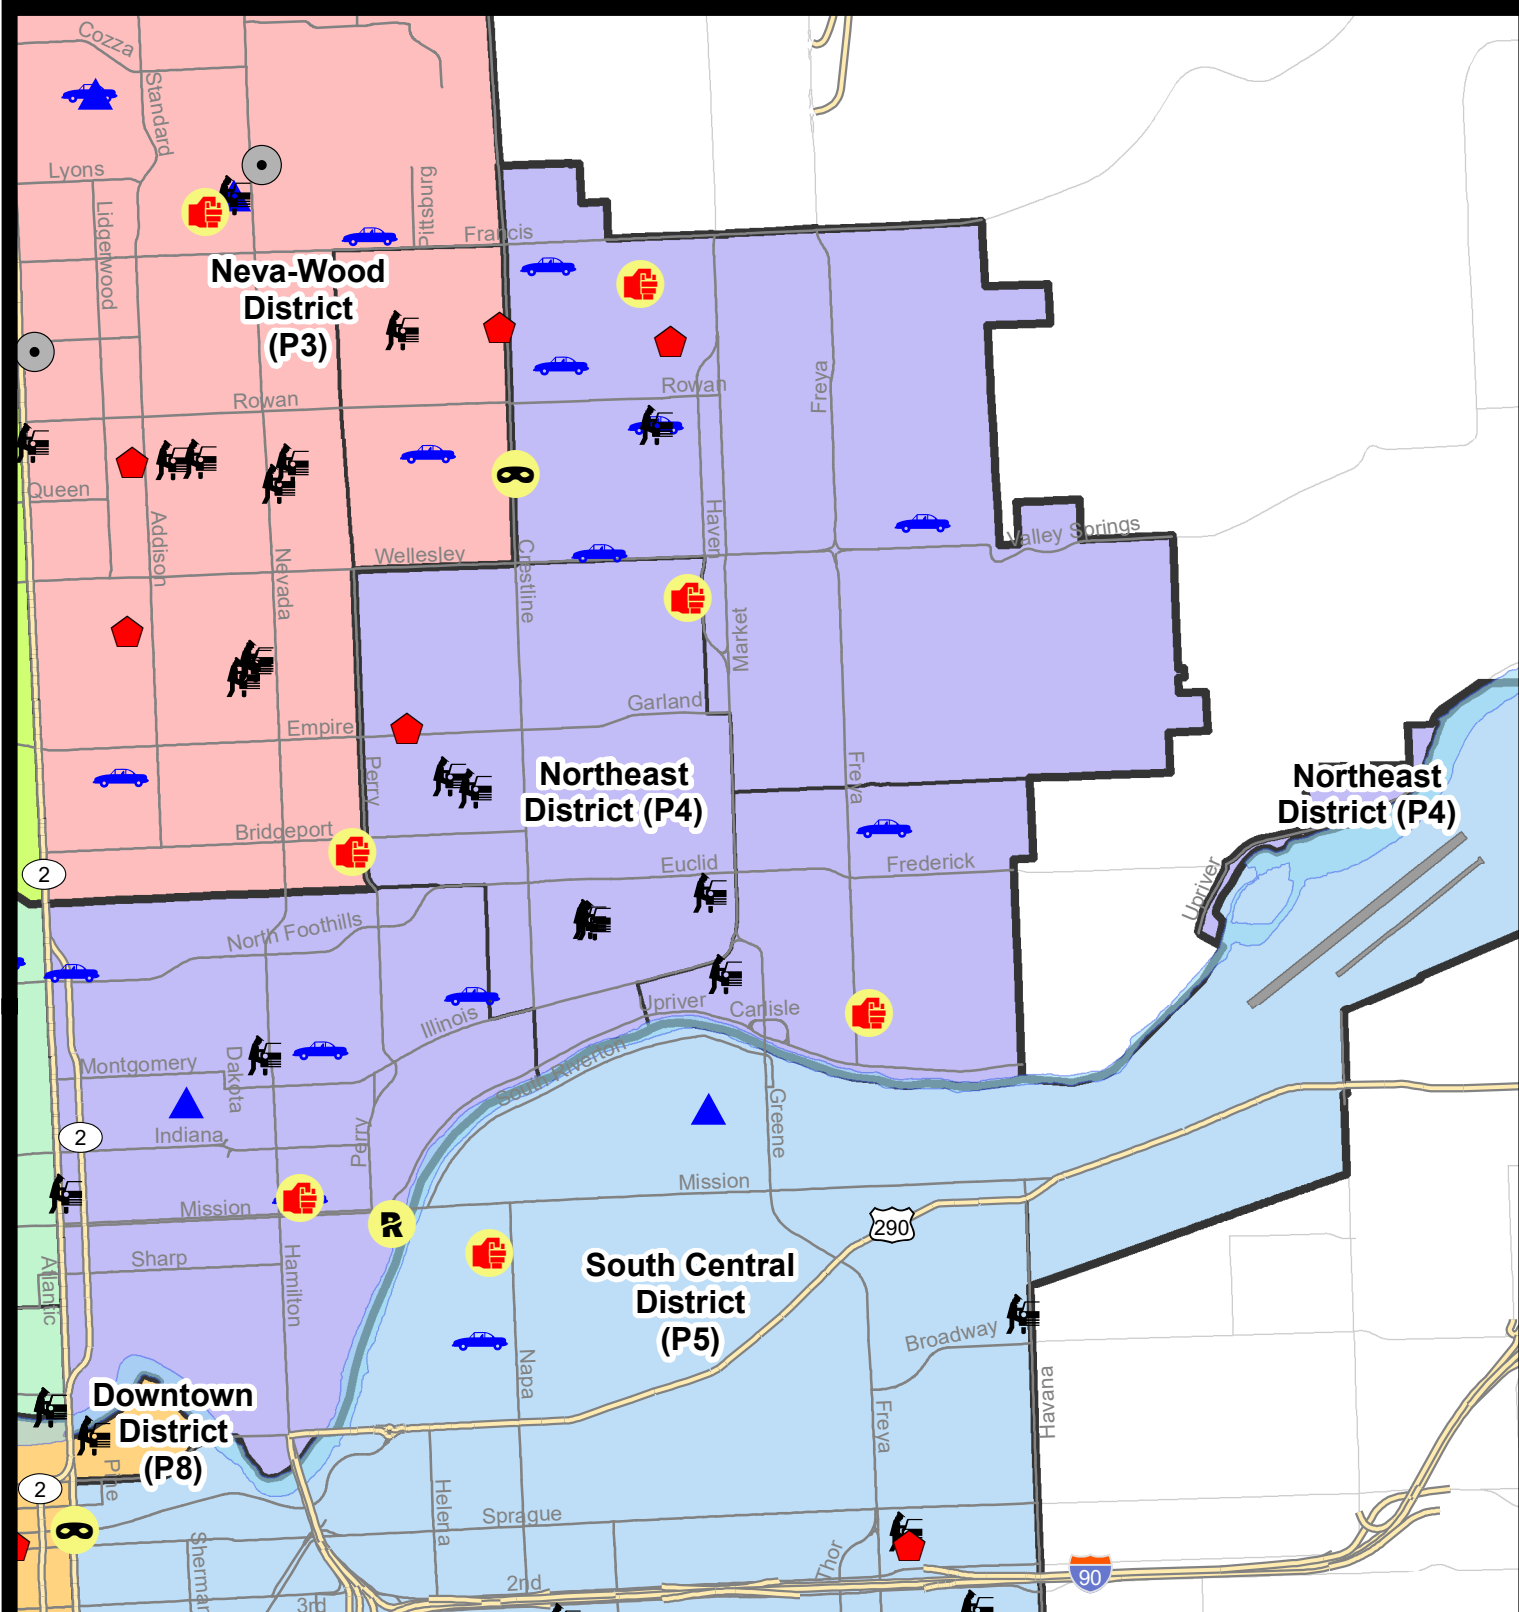 Cozza
Standard
Lyons
Lidgerwood
Pittsburg
Francis
Neva-Wood
District
(P3)
Rowan
Rowan
Freya
Queen
Addison
Nevada
Wellesley
Crestline
Haven
Valley Springs
Market
Garland
Empire
Perry
Northeast
District (P4)
Freya
Northeast
District (P4)
Bridgeport
Euclid
Frederick
2
Upriver
North Foothills
Illinois
Upriver
Carlisle
Montgomery
Dakota
South Riverton
Greene
2
Indiana
Perry
Mission
Mission
R
290
Sharp
Atlantic
Hamilton
South Central
District
(P5)
Broadway
Napa
Havana
Freya
Downtown
District
(P8)
Pine
2
Helena
Sprague
Sherman
Thor
2nd
3rd
90